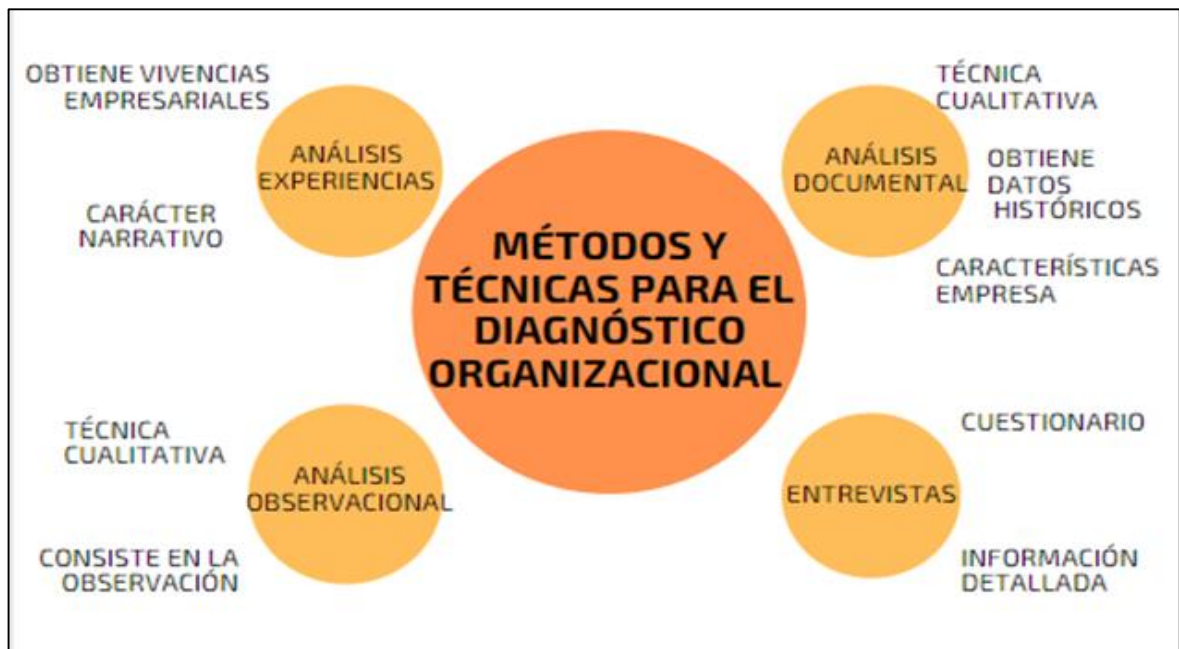 MÉTODOS Y
TÉCNICAS PARA EL
DIAGNÓSTICO
ORGANIZACIONAL
ANÁLISIS
EXPERIENCIAS
OBTIENE VIVENCIAS
EMPRESARIALES
CARÁCTER
NARRATIVO
ANÁLISIS
DOCUMENTAL
TÉCNICA
CUALITATIVA
OBTIENE
DATOS
HISTÓRICOS
CARACTERÍSTICAS
EMPRESA
ANÁLISIS
OBSERVACIONAL
TÉCNICA
CUALITATIVA
CONSISTE EN LA
OBSERVACIÓN
ENTREVISTAS
CUESTIONARIO
INFORMACIÓN
DETALLADA